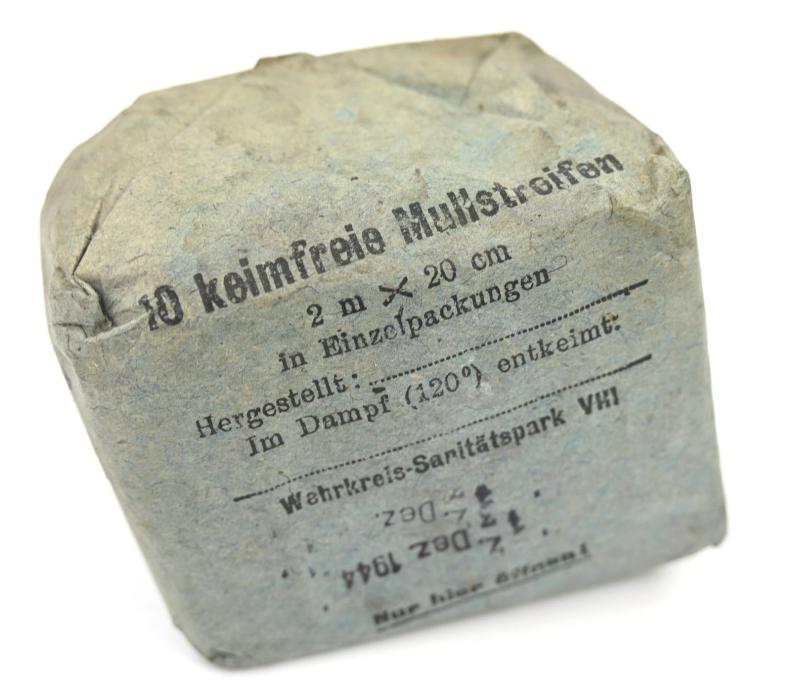 10 keimfreie Mullstreifen
2 m × 20 cm
in Einzelpackungen
Hergestellt:
Im Dampf (120°) entkeimt:
Wehrkreis-Sanitätspark VIII
Dez.
Dez 1944
Nur hier öffnen!